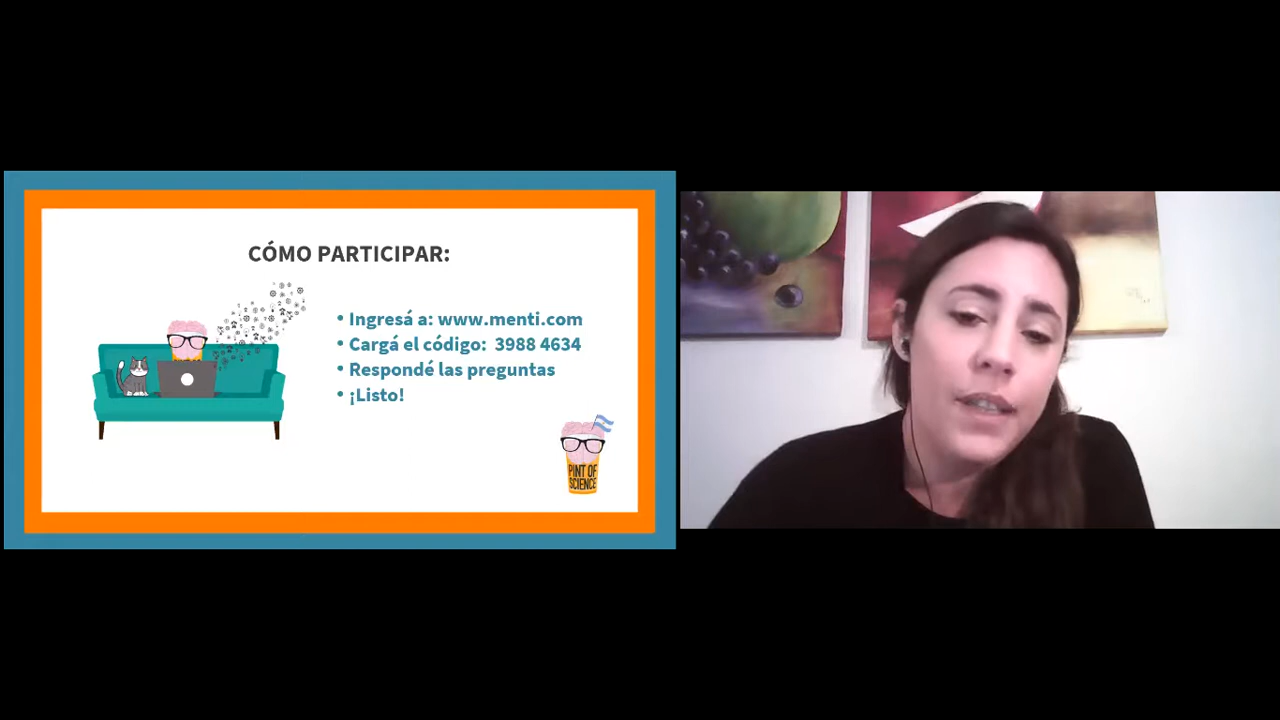 CÓMO PARTICIPAR:
• Ingresá a: www.menti.com
• Cargá el código: 3988 4634
• Respondé las preguntas
• ¡Listo!
PINT OF
SCIENCE